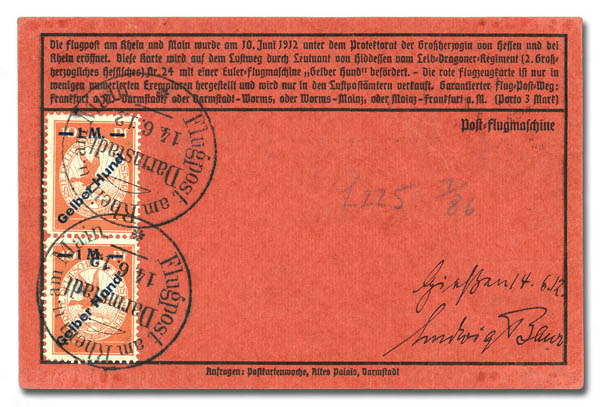 Die Flugpost am Rhein und Main wurde am 10. Juni 1912 unter dem Protektorat der Großherzogin von Hessen und bei
Rhein eröffnet. Diese Karte wird auf dem Luftweg durch Leutnant von Hiddessen vom Leib-Dragoner-Regiment (2. Groß-
herzogliches Hessisches) Nr. 24 mit einer Euler-Flugmaschine „Gelber Hund" befördert. – Die rote Flugzeugkarte ist nur in
wenigen numerierten Exemplaren hergestellt und wird nur in den Luftpostämtern verkauft. Garantierter Flug-Post-Weg:
Frankfurt a.M.-Darmstadt oder Darmstadt-Worms, oder Worms-Mainz, oder Mainz-Frankfurt a. M. (Porto 3 Mark)
Post-Flugmaschine
1 M.
Gelber Hund
Flugpost am Rhein
Darmstadt
14.6.12
1 M.
Gelber Hund
Flugpost am Rhein
Darmstadt
14.6.12
£225
7/86
Gießen 14.6.12.
Ludwig Baur
Anfragen: Postkartenwoche, Altes Palais, Darmstadt